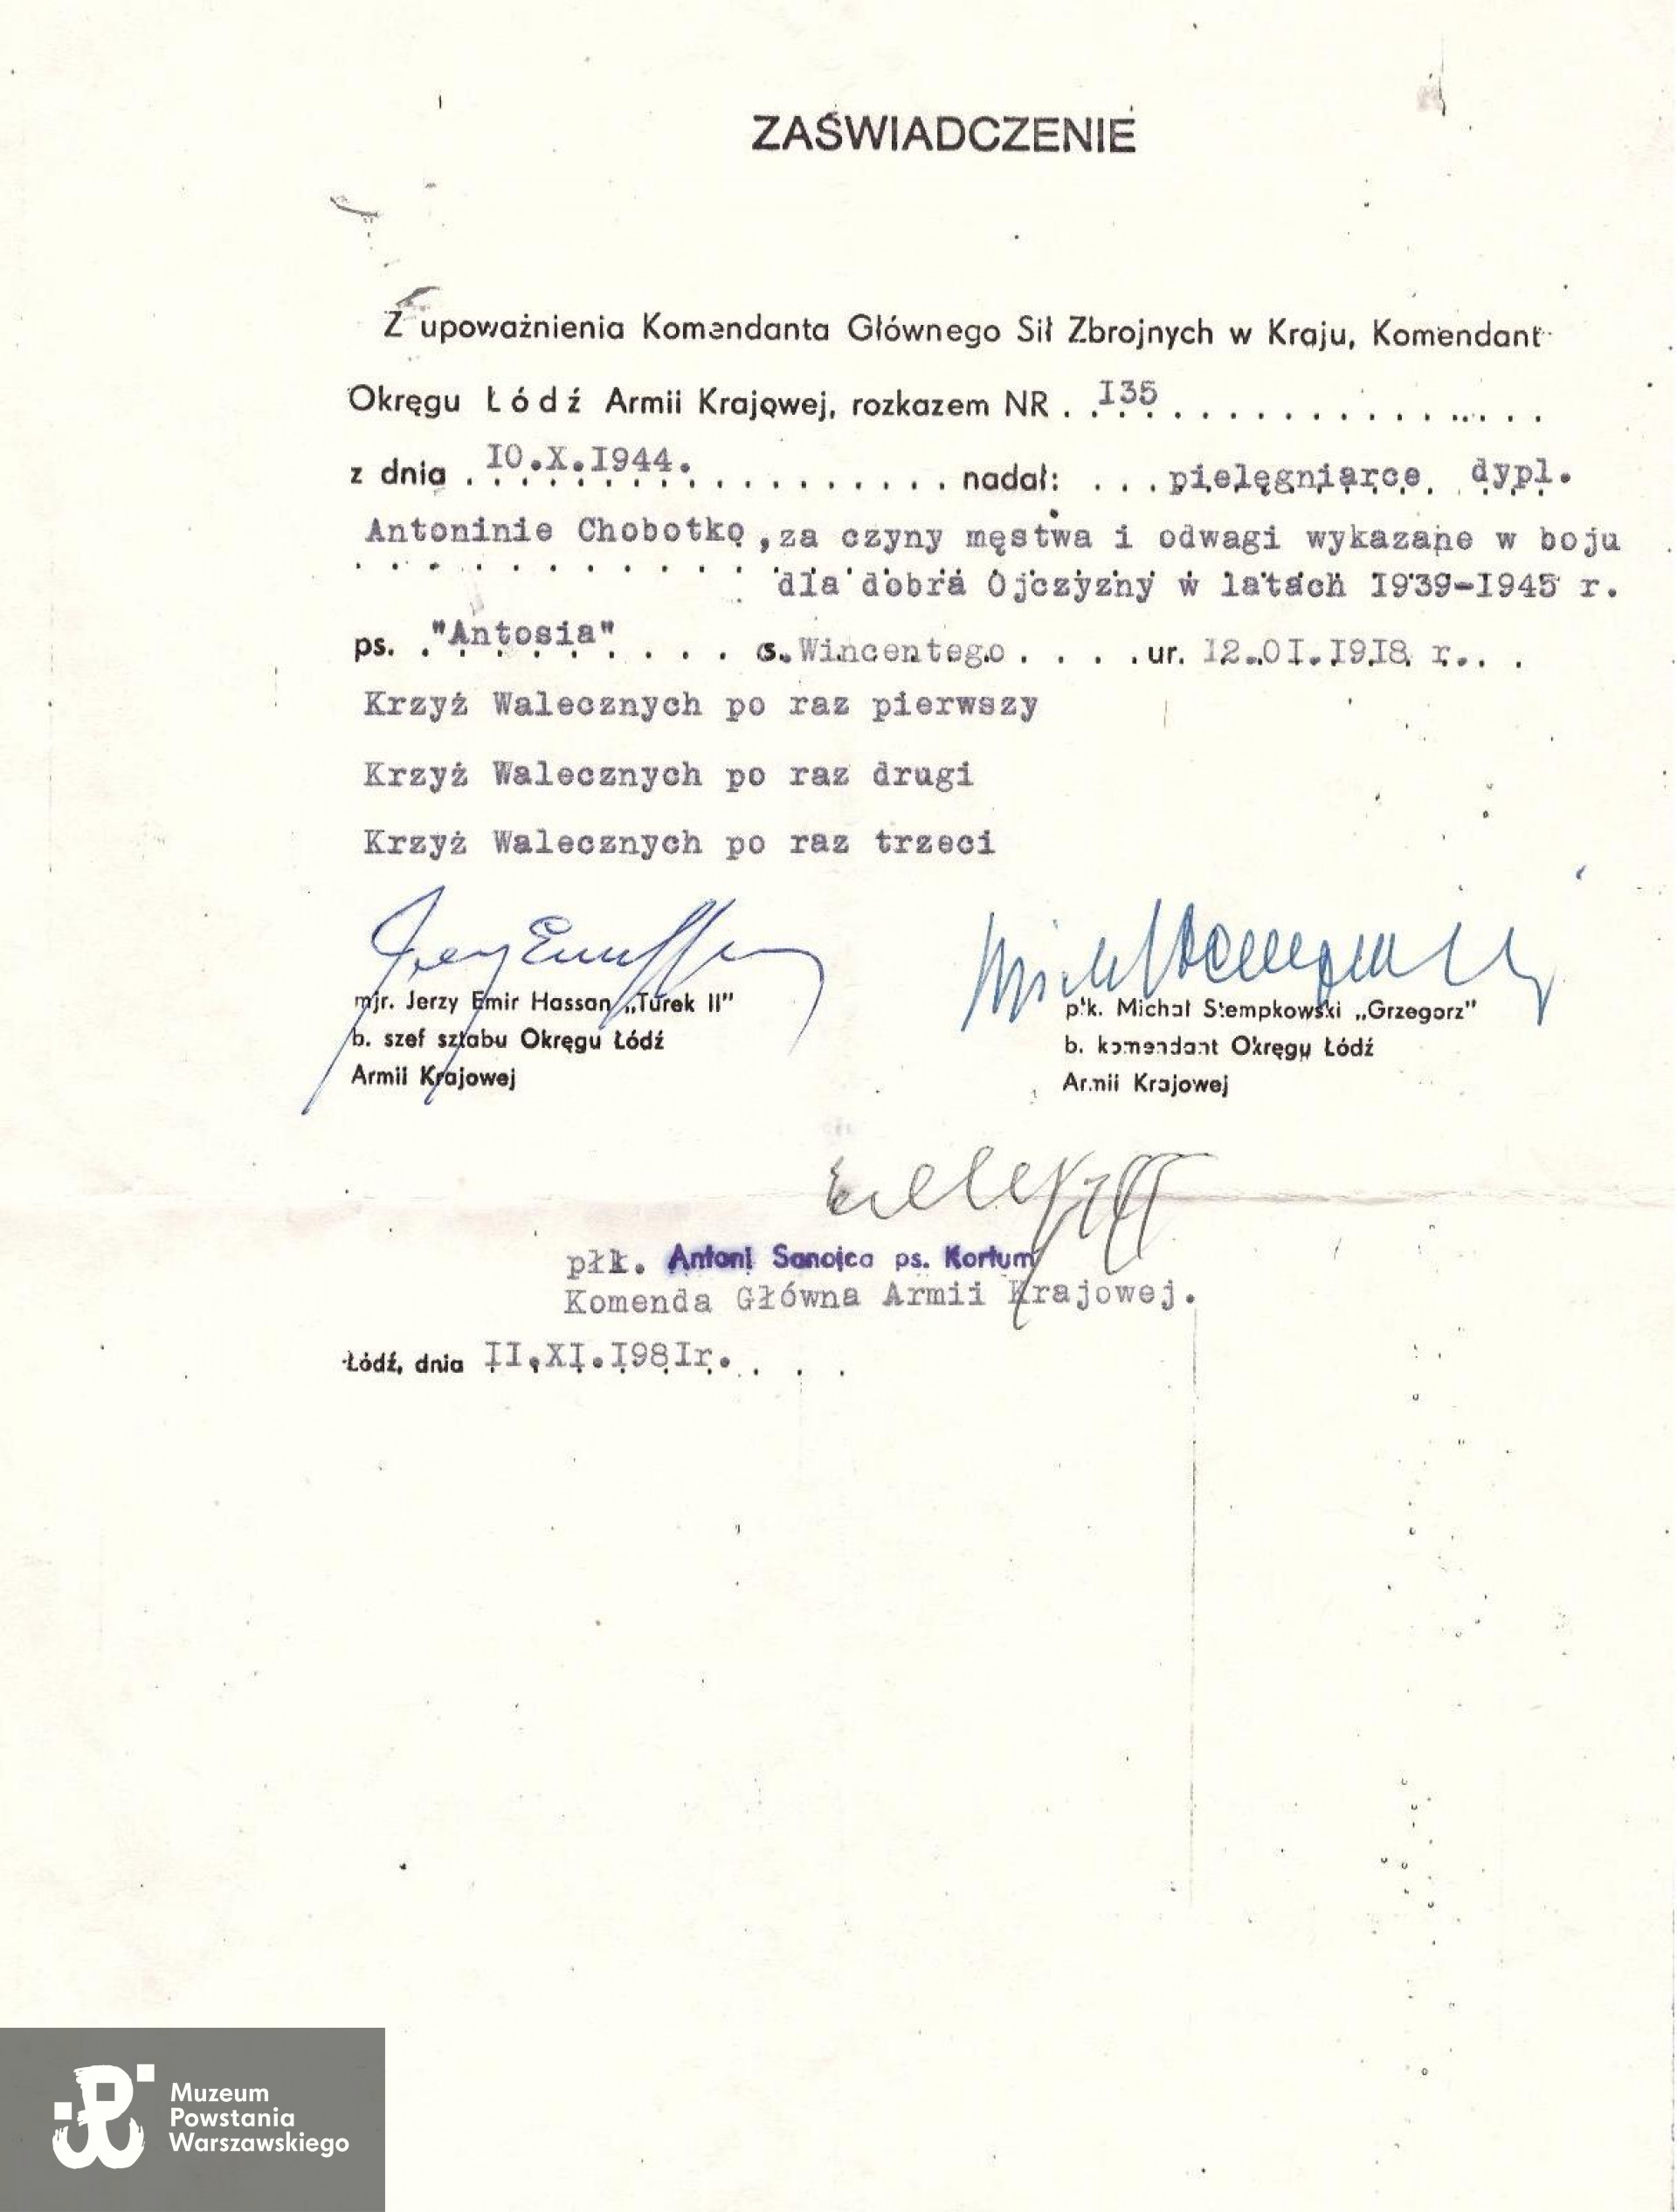 ZAŚWIADCZENIE
Z upoważnienia Komendanta Głównego Sił Zbrojnych w Kraju, Komendant
Okręgu Łódź Armii Krajowej, rozkazem NR . I35 . . . . . . . . . . . . . . . . .
z dnia . IO.X.I944. . . . . . . . . . . nadał: . . . pielęgniarce dypl.
Antoninie Chobotko ,za czyny męstwa i odwagi wykazane w boju
dla dobra Ojczyzny w latach I939-I945 r.
ps. . "Antosia" . . . . s. Wincentego . . . . ur. I2.OI.I9I8 r. . .
Krzyż Walecznych po raz pierwszy
Krzyż Walecznych po raz drugi
Krzyż Walecznych po raz trzeci
mjr. Jerzy Emir Hassan „Turek II"
b. szef sztabu Okręgu Łódź
Armii Krajowej
płk. Michał Stempkowski „Grzegorz"
b. komendant Okręgu Łódź
Armii Krajowej
płk. Antoni Sanojca ps. Kortum
Komenda Główna Armii Krajowej.
Łódź, dnia II.XI.I98Ir. . . .
Muzeum
Powstania
Warszawskiego